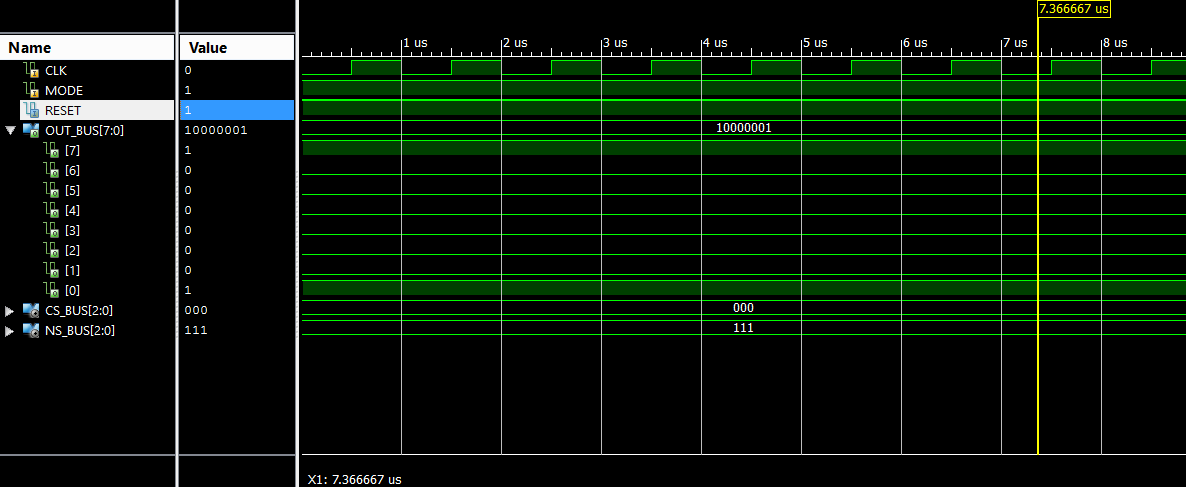 7.366667 us
Name Value 1 us 2 us 3 us 4 us 5 us 6 us 7 us 8 us
CLK 0
MODE 1
RESET 1
OUT_BUS[7:0] 10000001 10000001
[7] 1
[6] 0
[5] 0
[4] 0
[3] 0
[2] 0
[1] 0
[0] 1
CS_BUS[2:0] 000 000
NS_BUS[2:0] 111 111
X1: 7.366667 us